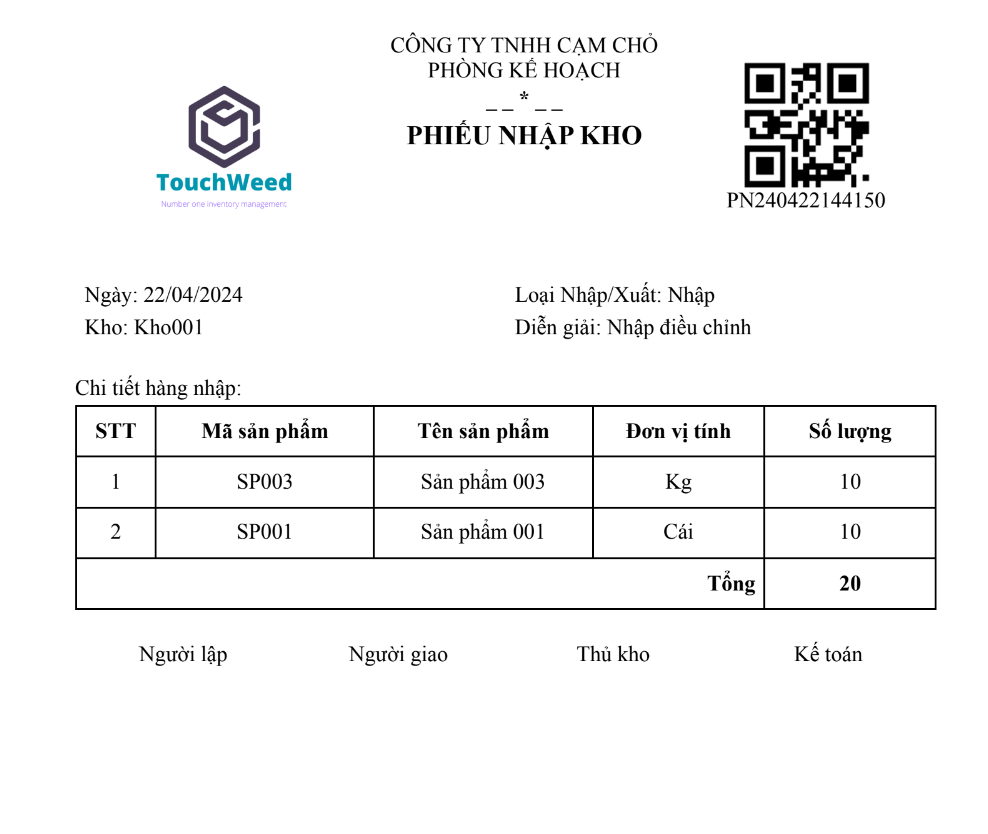 CÔNG TY TNHH CẠM CHỎ
PHÒNG KẾ HOẠCH
_ _ * _ _
PHIẾU NHẬP KHO
TouchWeed
Number one inventory management
PN240422144150
Ngày: 22/04/2024
Loại Nhập/Xuất: Nhập
Kho: Kho001
Diễn giải: Nhập điều chỉnh
Chi tiết hàng nhập:
STT Mã sản phẩm Tên sản phẩm Đơn vị tính Số lượng
1 SP003 Sản phẩm 003 Kg 10
2 SP001 Sản phẩm 001 Cái 10
Tổng 20
Người lập Người giao Thủ kho Kế toán